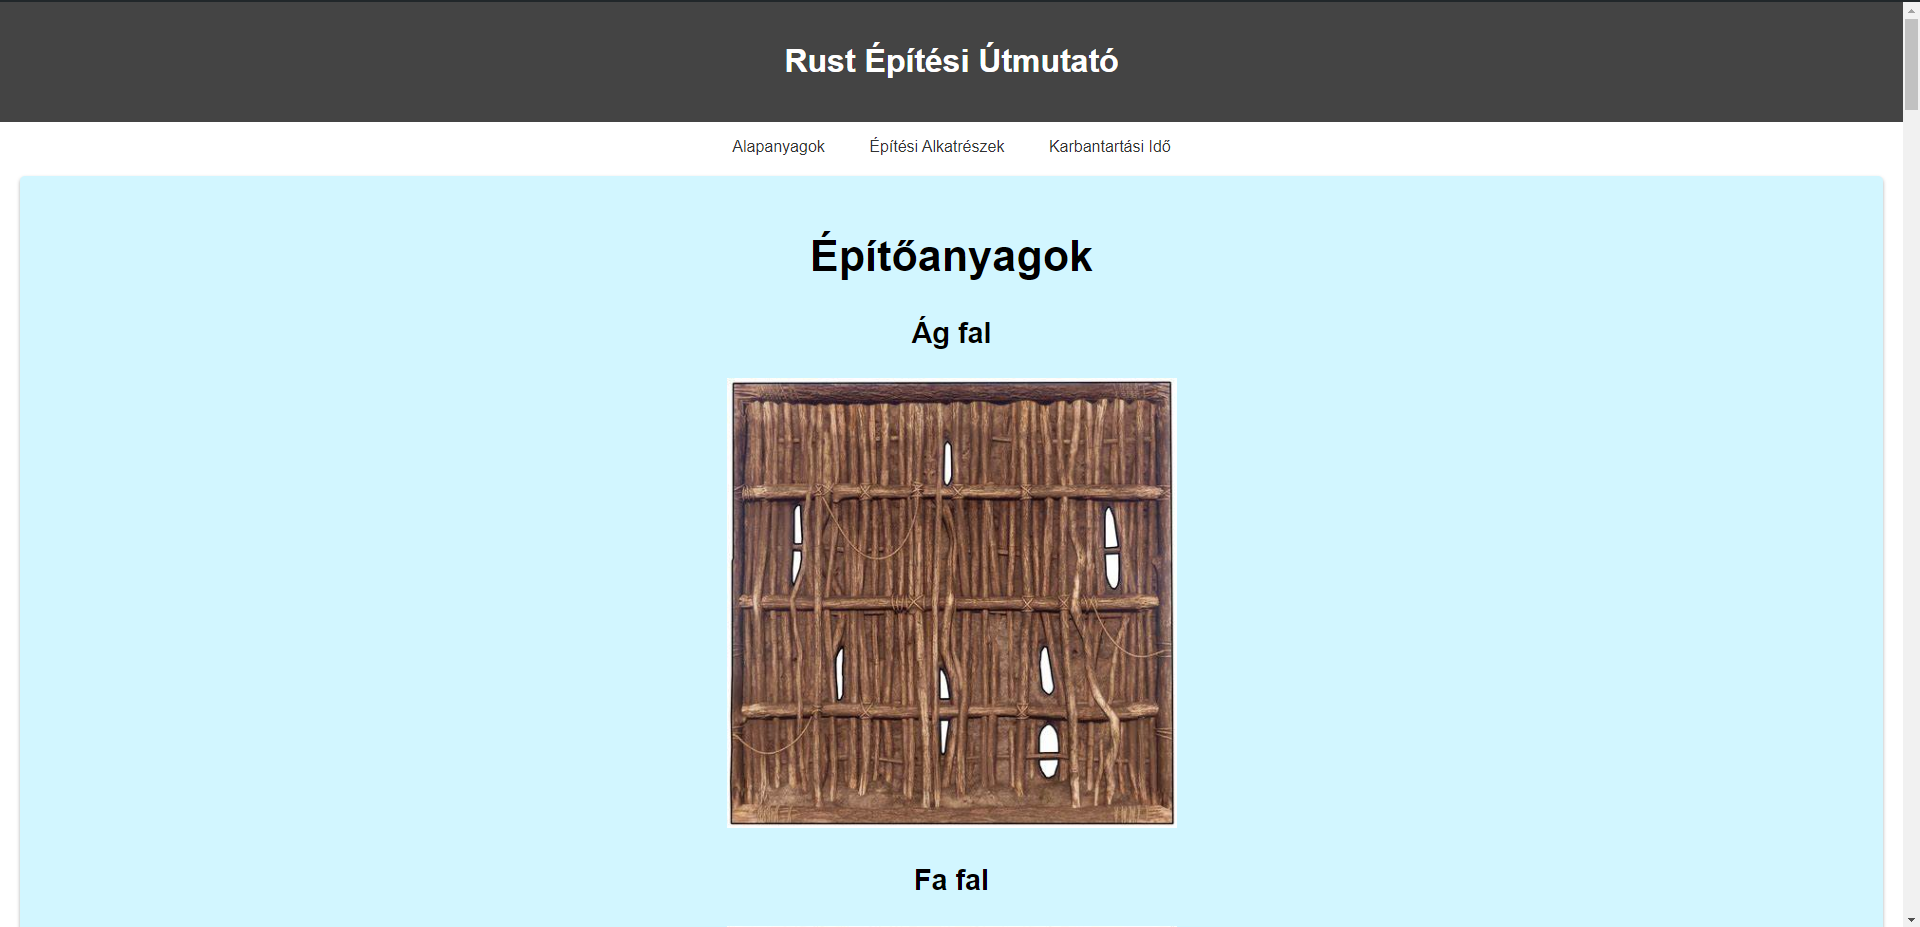 Rust Építési Útmutató
Alapanyagok Építési Alkatrészek Karbantartási Idő
Építőanyagok
Ág fal
Fa fal